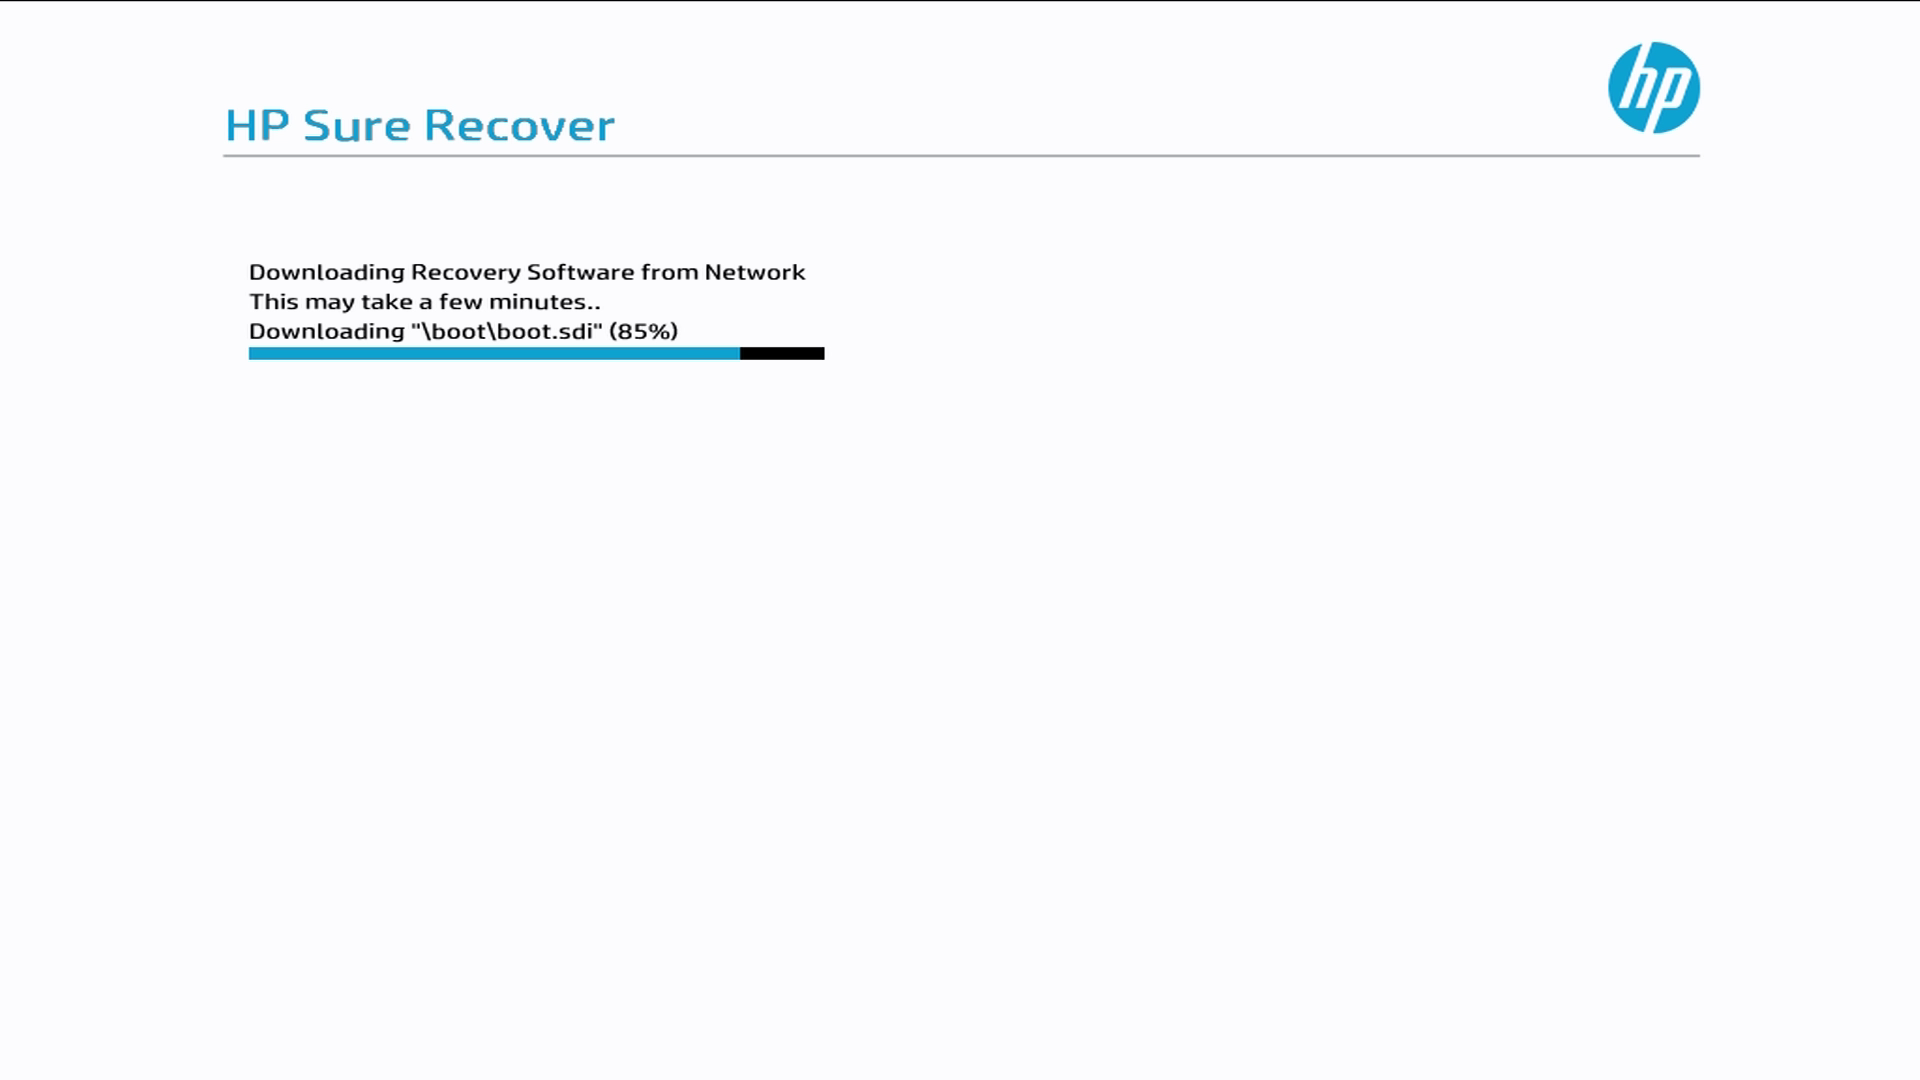 hp
HP Sure Recover
Downloading Recovery Software from Network
This may take a few minutes..
Downloading "\boot\boot.sdi" (85%)